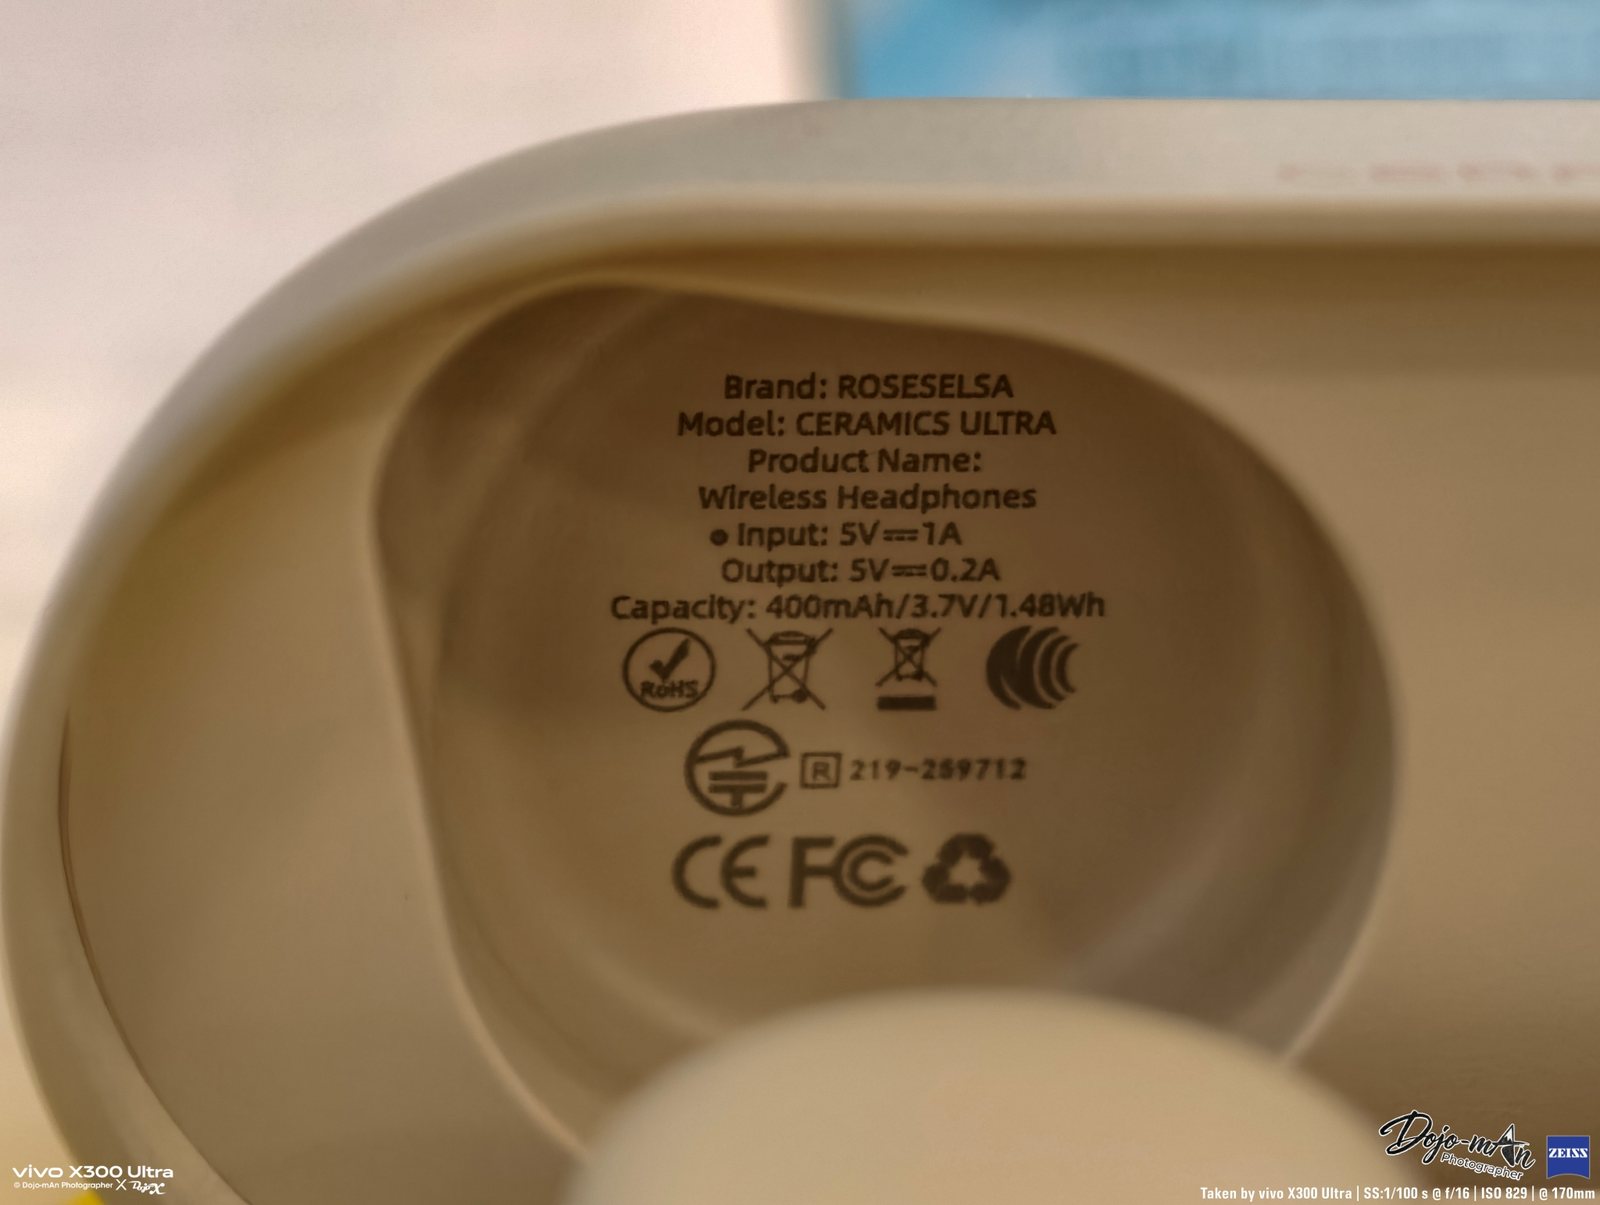 Brand: ROSESELSA
Model: CERAMICS ULTRA
Product Name:
Wireless Headphones
Input: 5V⎓1A
Output: 5V⎓0.2A
Capacity: 400mAh/3.7V/1.48Wh
RoHS
R 219-259712
CE FC
Dojo-mAn
Photographer
ZEISS
vivo X300 Ultra
© Dojo-mAn Photographer X DojoX
Taken by vivo X300 Ultra | SS:1/100 s @ f/16 | ISO 829 | @ 170mm